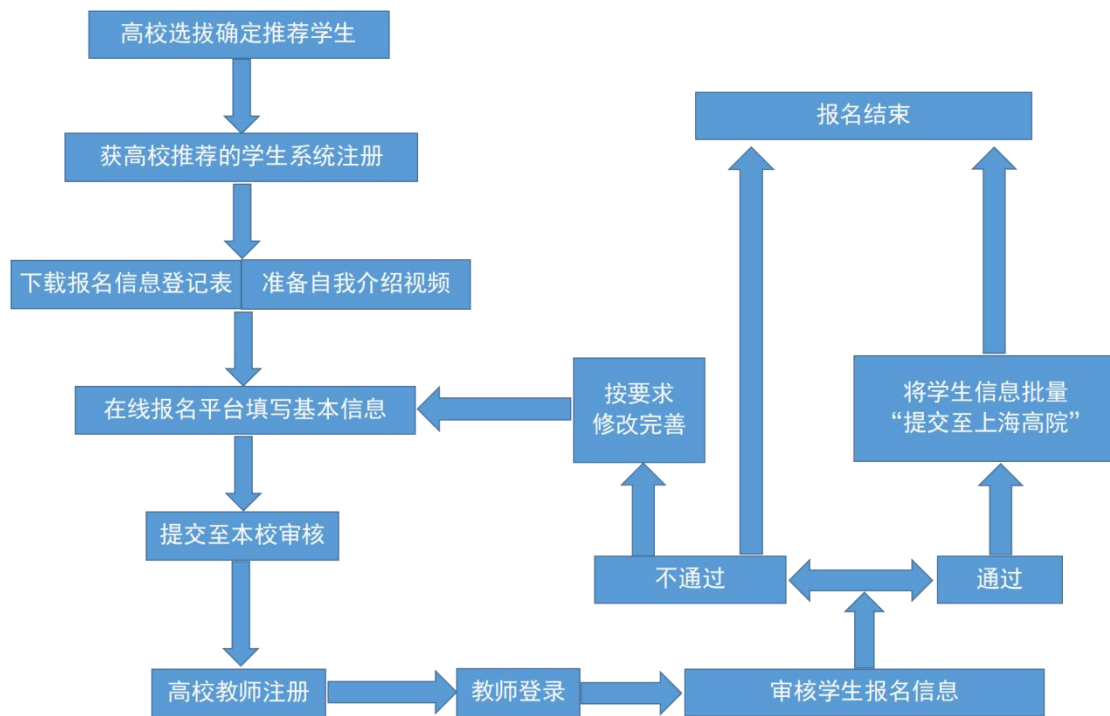 高校选拔确定推荐学生
获高校推荐的学生系统注册
下载报名信息登记表
准备自我介绍视频
在线报名平台填写基本信息
提交至本校审核
高校教师注册
教师登录
审核学生报名信息
不通过
通过
按要求
修改完善
将学生信息批量
“提交至上海高院”
报名结束